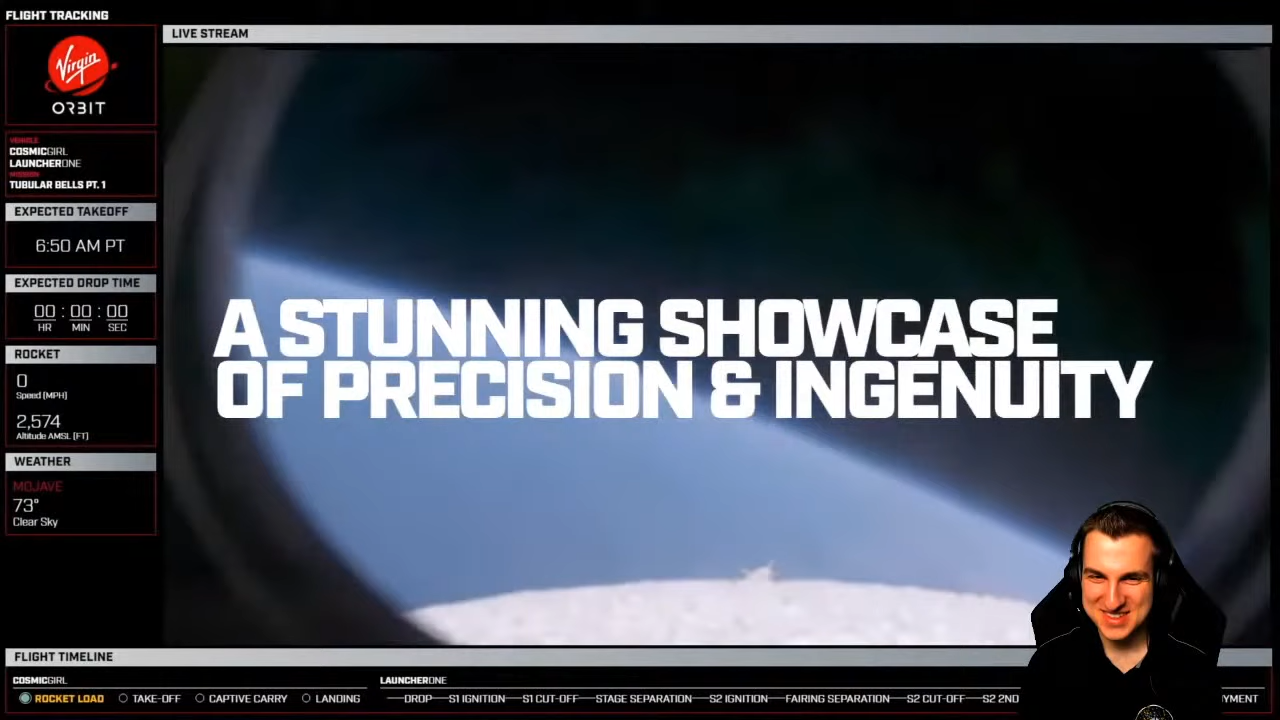 FLIGHT TRACKING
LIVE STREAM
Virgin
ORBIT
VEHICLE
COSMICGIRL
LAUNCHERONE
MISSION
TUBULAR BELLS PT. 1
EXPECTED TAKEOFF
6:50 AM PT
EXPECTED DROP TIME
00 : 00 : 00
HR MIN SEC
ROCKET
0
Speed (MPH)
2,574
Altitude AMSL (FT)
WEATHER
MOJAVE
73°
Clear Sky
A STUNNING SHOWCASE
OF PRECISION & INGENUITY
FLIGHT TIMELINE
COSMICGIRL
ROCKET LOAD TAKE-OFF CAPTIVE CARRY LANDING
LAUNCHERONE
DROP S1 IGNITION S1 CUT-OFF STAGE SEPARATION S2 IGNITION FAIRING SEPARATION S2 CUT-OFF S2 2ND YMENT